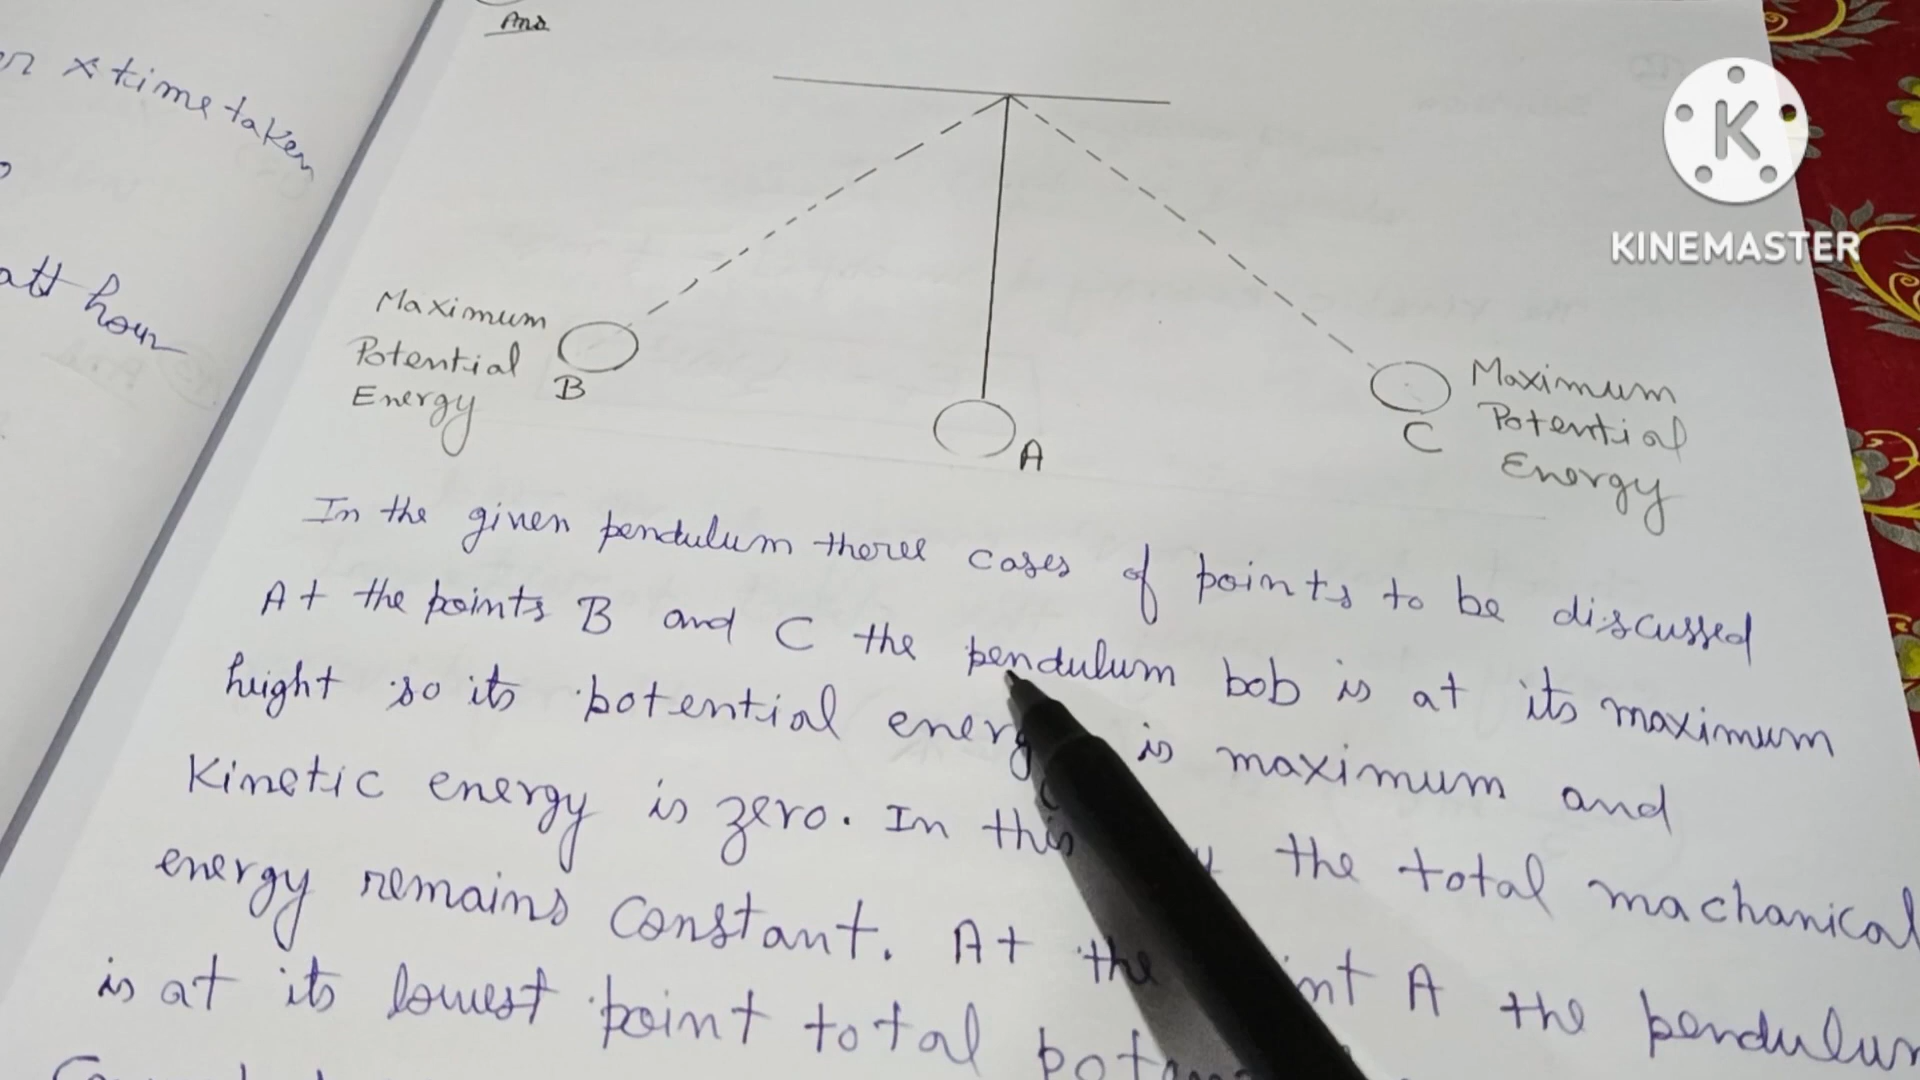 Ans
x time taken
att hour
K
KINEMASTER
Maximum
Potential
Energy
B
A
C
Maximum
Potential
Energy
In the given pendulum three cases of points to be discussed
At the points B and C the pendulum bob is at its maximum
height so its potential energy is maximum and
Kinetic energy is zero. In this the total machanical
energy remains constant. At the A the pendulum
is at its lowest point total